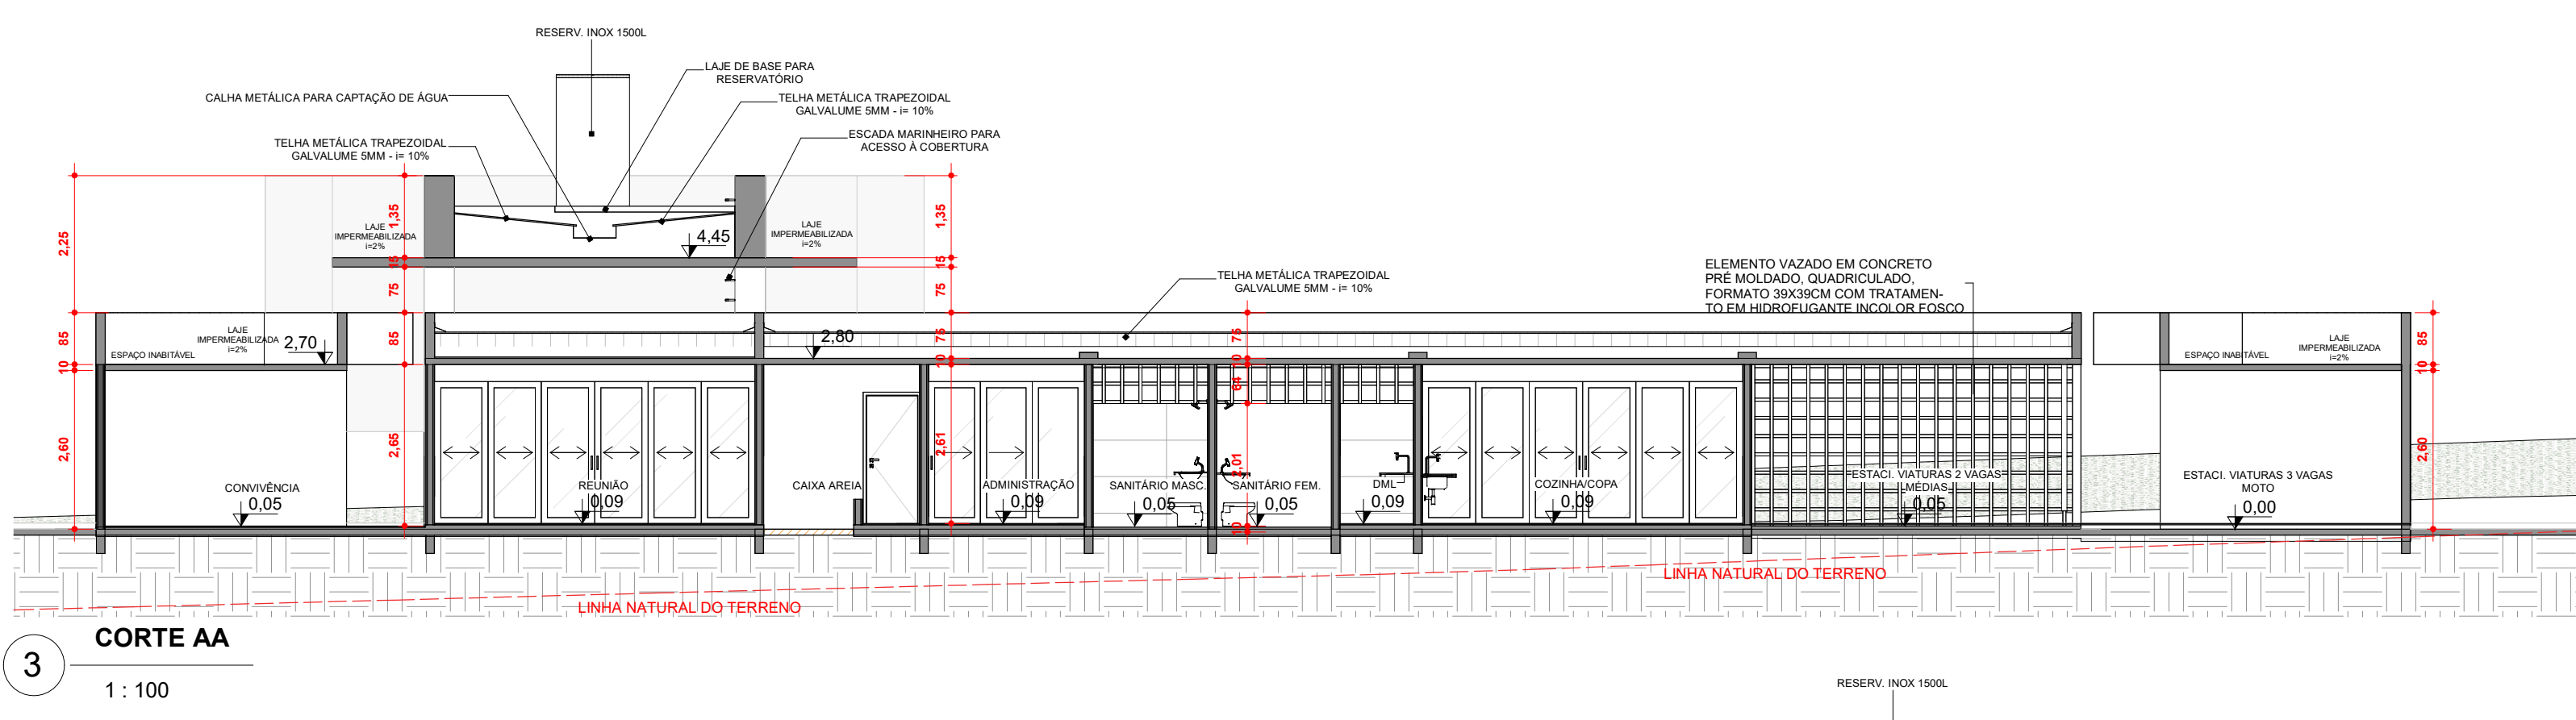 RESERV. INOX 1500L
LAJE DE BASE PARA
RESERVATÓRIO
CALHA METÁLICA PARA CAPTAÇÃO DE ÁGUA
TELHA METÁLICA TRAPEZOIDAL
GALVALUME 5MM - i= 10%
ESCADA MARINHEIRO PARA
ACESSO À COBERTURA
TELHA METÁLICA TRAPEZOIDAL
GALVALUME 5MM - i= 10%
2,25
1,35
LAJE
IMPERMEABILIZADA
i=2%
4,45
LAJE
IMPERMEABILIZADA
i=2%
1,35
15
15
75
75
TELHA METÁLICA TRAPEZOIDAL
GALVALUME 5MM - i= 10%
ELEMENTO VAZADO EM CONCRETO
PRÉ MOLDADO, QUADRICULADO,
FORMATO 39X39CM COM TRATAMEN-
TO EM HIDROFUGANTE INCOLOR FOSCO
85
LAJE
IMPERMEABILIZADA
i=2%
ESPAÇO INABITÁVEL
2,70
85
2,80
75
75
ESPAÇO INABITÁVEL
LAJE
IMPERMEABILIZADA
i=2%
85
10
10
10
10
64
2,60
2,65
2,61
2,01
2,60
CONVIVÊNCIA
0,05
REUNIÃO
0,09
CAIXA AREIA
ADMINISTRAÇÃO
0,09
SANITÁRIO MASC.
0,05
SANITÁRIO FEM.
0,05
10
DML
0,09
COZINHA/COPA
0,09
ESTACI. VIATURAS 2 VAGAS
MÉDIAS
0,05
ESTACI. VIATURAS 3 VAGAS
MOTO
0,00
LINHA NATURAL DO TERRENO
LINHA NATURAL DO TERRENO
3
CORTE AA
1 : 100
RESERV. INOX 1500L